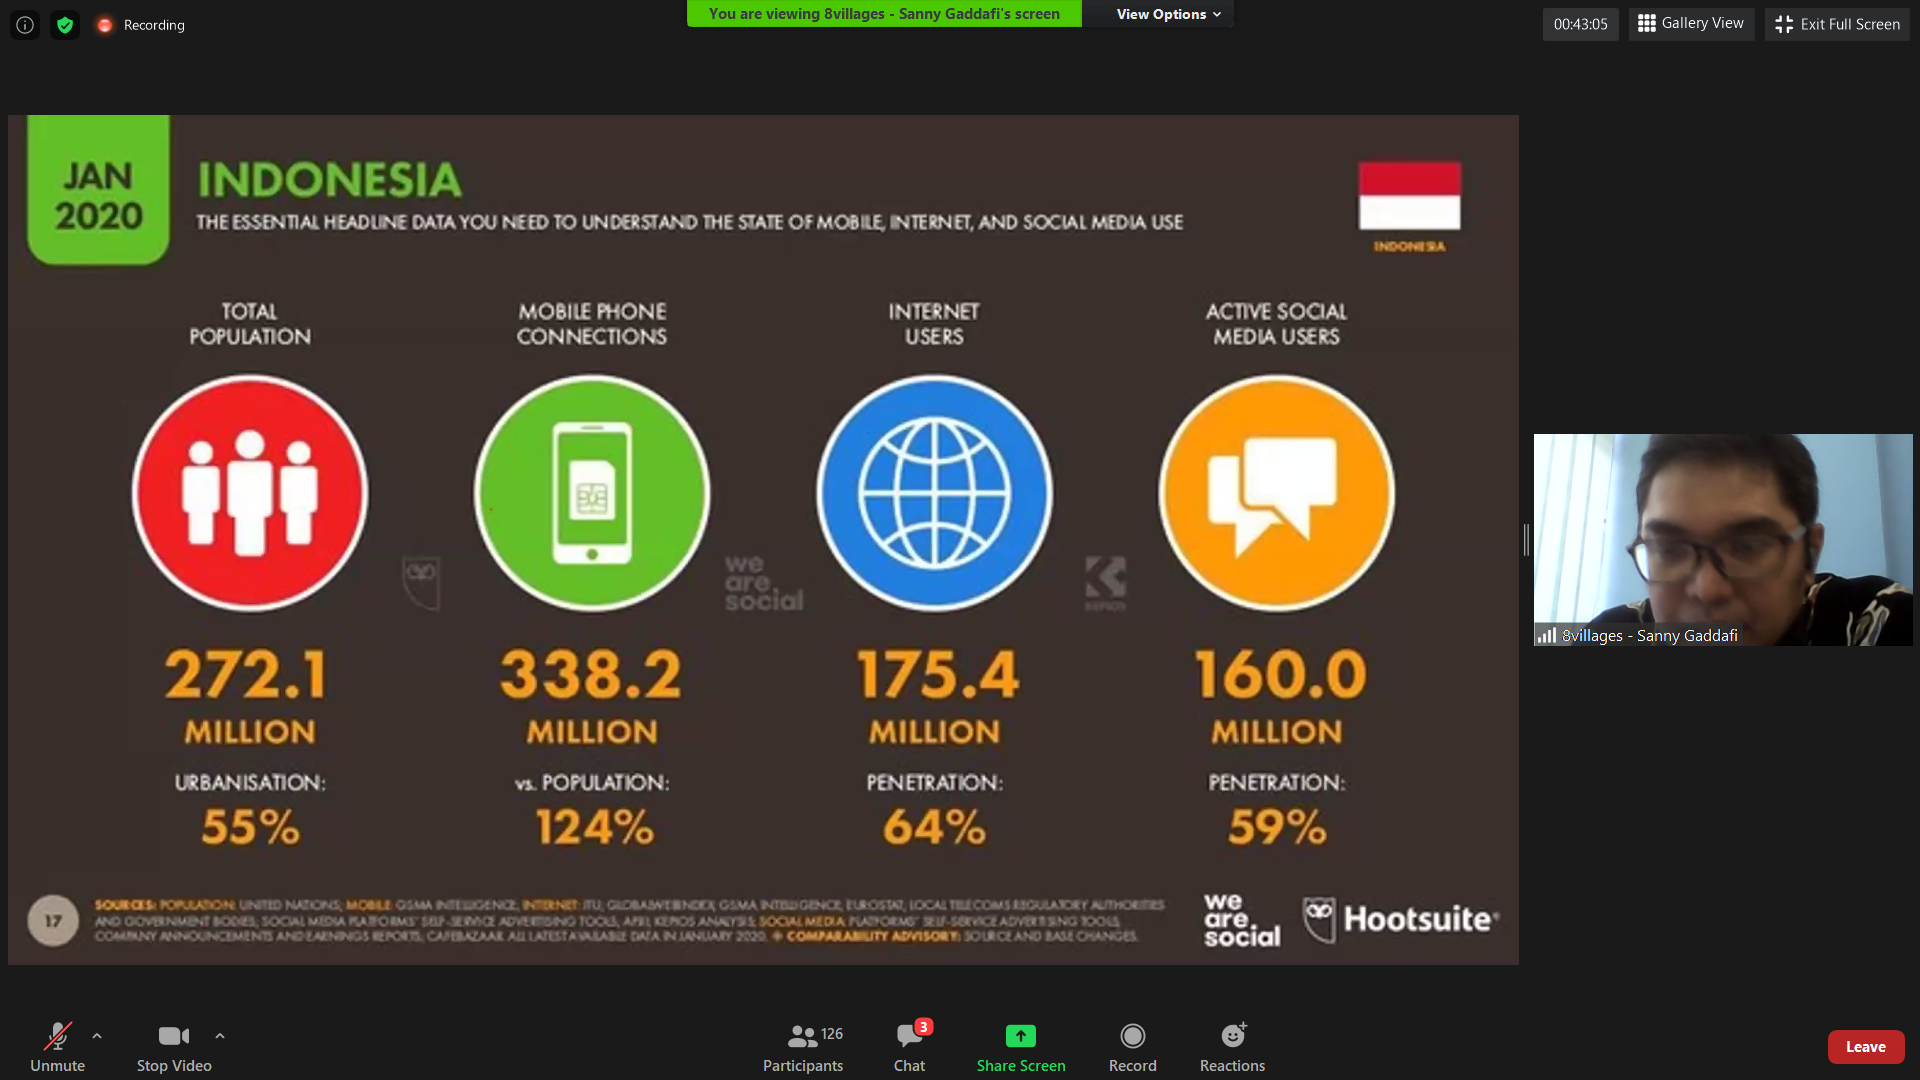 Recording
You are viewing 8villages - Sanny Gaddafi's screen
View Options
00:43:05
Gallery View
Exit Full Screen
JAN
2020
INDONESIA
THE ESSENTIAL HEADLINE DATA YOU NEED TO UNDERSTAND THE STATE OF MOBILE, INTERNET, AND SOCIAL MEDIA USE
INDONESIA
TOTAL
POPULATION
MOBILE PHONE
CONNECTIONS
INTERNET
USERS
ACTIVE SOCIAL
MEDIA USERS
we
are.
social
KEPIOS
272.1
MILLION
URBANISATION:
55%
338.2
MILLION
vs. POPULATION:
124%
175.4
MILLION
PENETRATION:
64%
160.0
MILLION
PENETRATION:
59%
8villages - Sanny Gaddafi
17
SOURCES: POPULATION: UNITED NATIONS; MOBILE: GSMA INTELLIGENCE; INTERNET: ITU; GLOBALWEBINDEX; GSMA INTELLIGENCE; EUROSTAT; LOCAL TELECOMS REGULATORY AUTHORITIES
AND GOVERNMENT BODIES; SOCIAL MEDIA PLATFORMS' SELF-SERVICE ADVERTISING TOOLS; APJII; KEPIOS ANALYSIS; SOCIAL MEDIA: PLATFORMS' SELF-SERVICE ADVERTISING TOOLS;
COMPANY ANNOUNCEMENTS AND EARNINGS REPORTS; CAFEBAZAAR. ALL LATEST AVAILABLE DATA IN JANUARY 2020. COMPARABILITY ADVISORY: SOURCE AND BASE CHANGES.
we
are.
social
Hootsuite®
Unmute
Stop Video
126
Participants
3
Chat
Share Screen
Record
Reactions
Leave